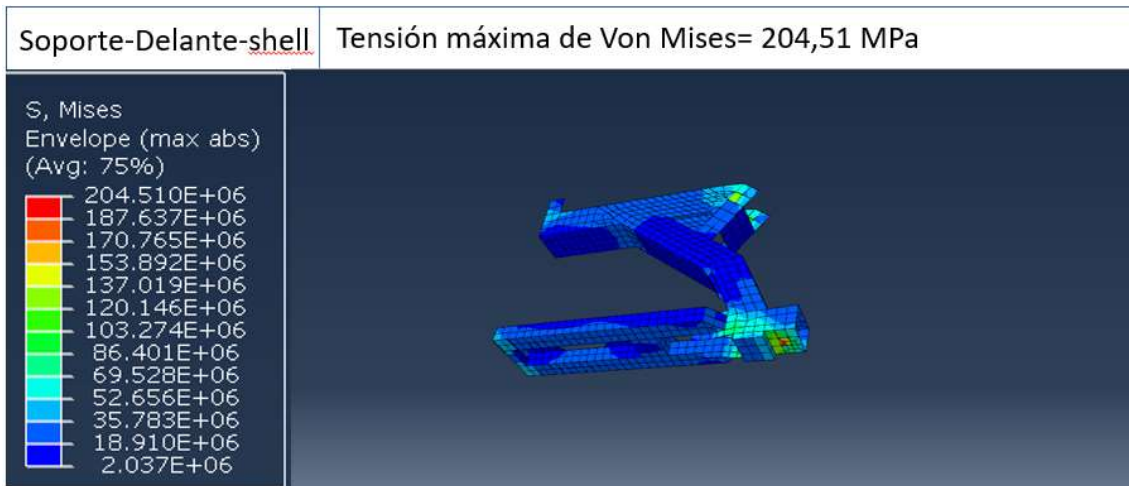 Soporte-Delante-shell
Tensión máxima de Von Mises= 204,51 MPa
S, Mises
Envelope (max abs)
(Avg: 75%)
204.510E+06
187.637E+06
170.765E+06
153.892E+06
137.019E+06
120.146E+06
103.274E+06
86.401E+06
69.528E+06
52.656E+06
35.783E+06
18.910E+06
2.037E+06